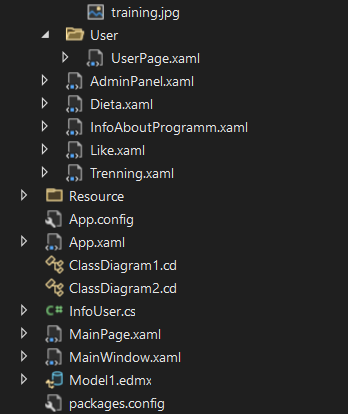 training.jpg
User
UserPage.xaml
AdminPanel.xaml
Dieta.xaml
InfoAboutProgramm.xaml
Like.xaml
Trenning.xaml
Resource
App.config
App.xaml
ClassDiagram1.cd
ClassDiagram2.cd
C# InfoUser.cs
MainPage.xaml
MainWindow.xaml
Model1.edmx
packages.config